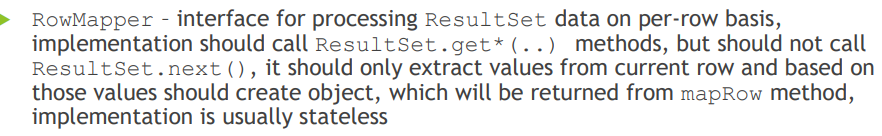 RowMapper - interface for processing ResultSet data on per-row basis,
implementation should call ResultSet.get*(..) methods, but should not call
ResultSet.next(), it should only extract values from current row and based on
those values should create object, which will be returned from mapRow method,
implementation is usually stateless